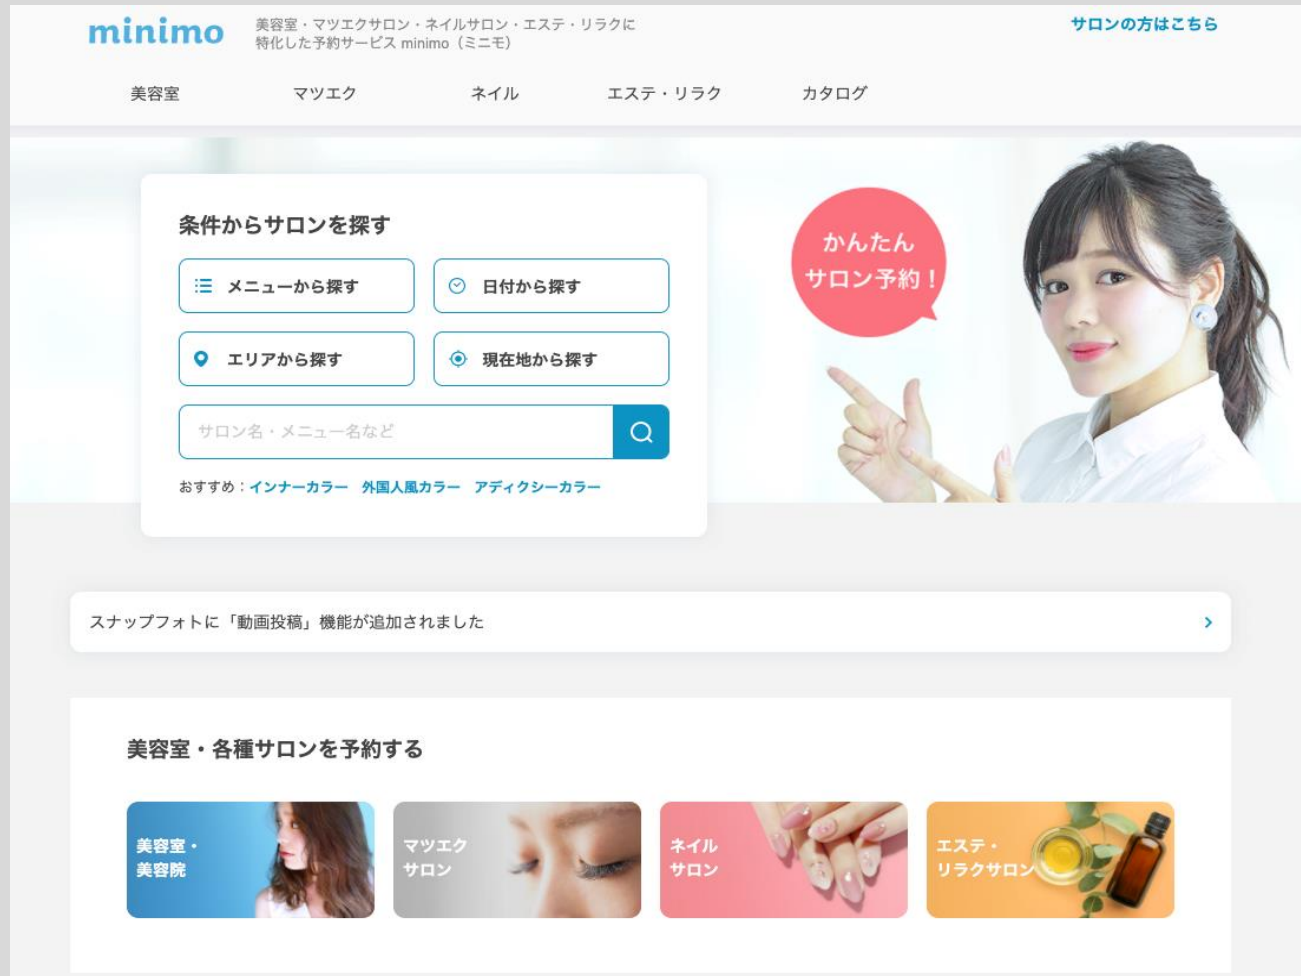 minimo
美容室・マツエクサロン・ネイルサロン・エステ・リラクに
特化した予約サービス minimo（ミニモ）
サロンの方はこちら
美容室
マツエク
ネイル
エステ・リラク
カタログ
条件からサロンを探す
メニューから探す
日付から探す
エリアから探す
現在地から探す
サロン名・メニュー名など
おすすめ：インナーカラー 外国人風カラー アディクシーカラー
かんたん
サロン予約！
スナップフォトに「動画投稿」機能が追加されました
美容室・各種サロンを予約する
美容室・
美容院
マツエク
サロン
ネイル
サロン
エステ・
リラクサロン